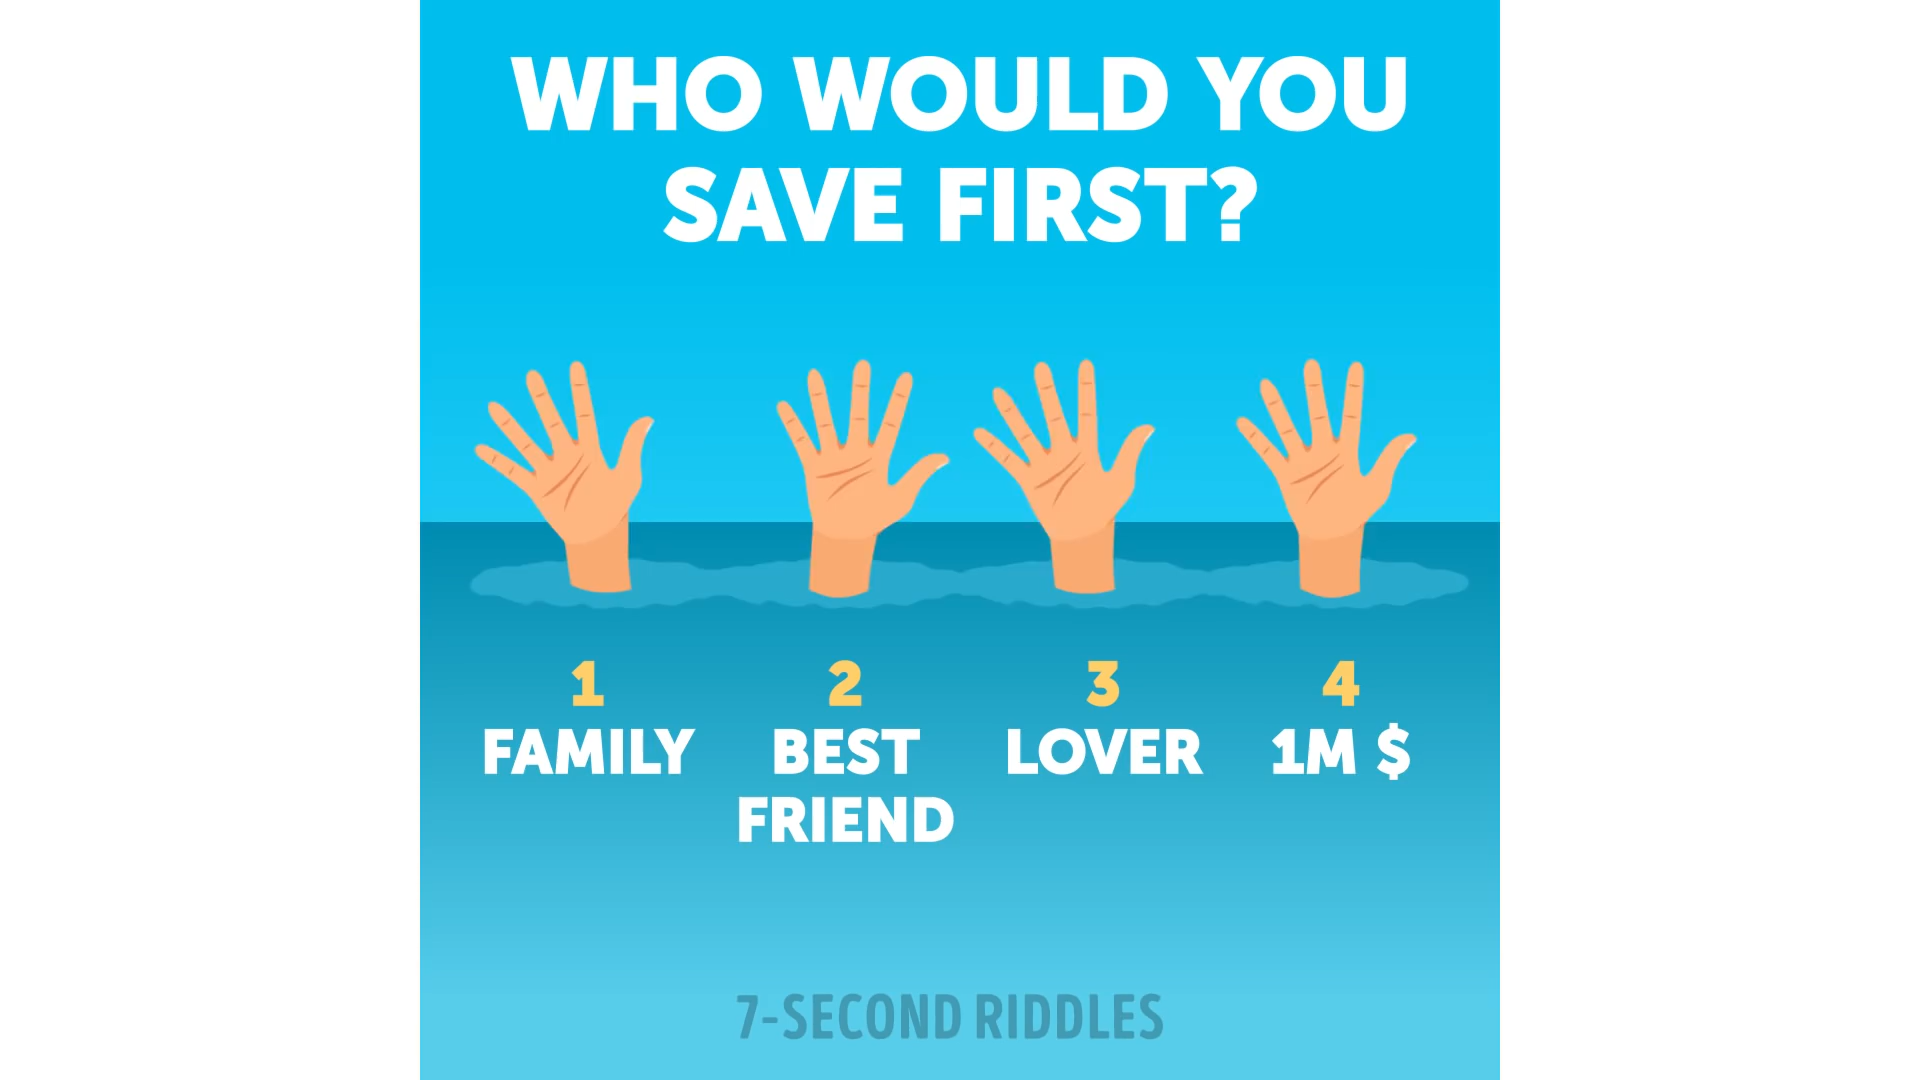 WHO WOULD YOU
SAVE FIRST?
1
FAMILY
2
BEST
FRIEND
3
LOVER
4
1M $
7-SECOND RIDDLES